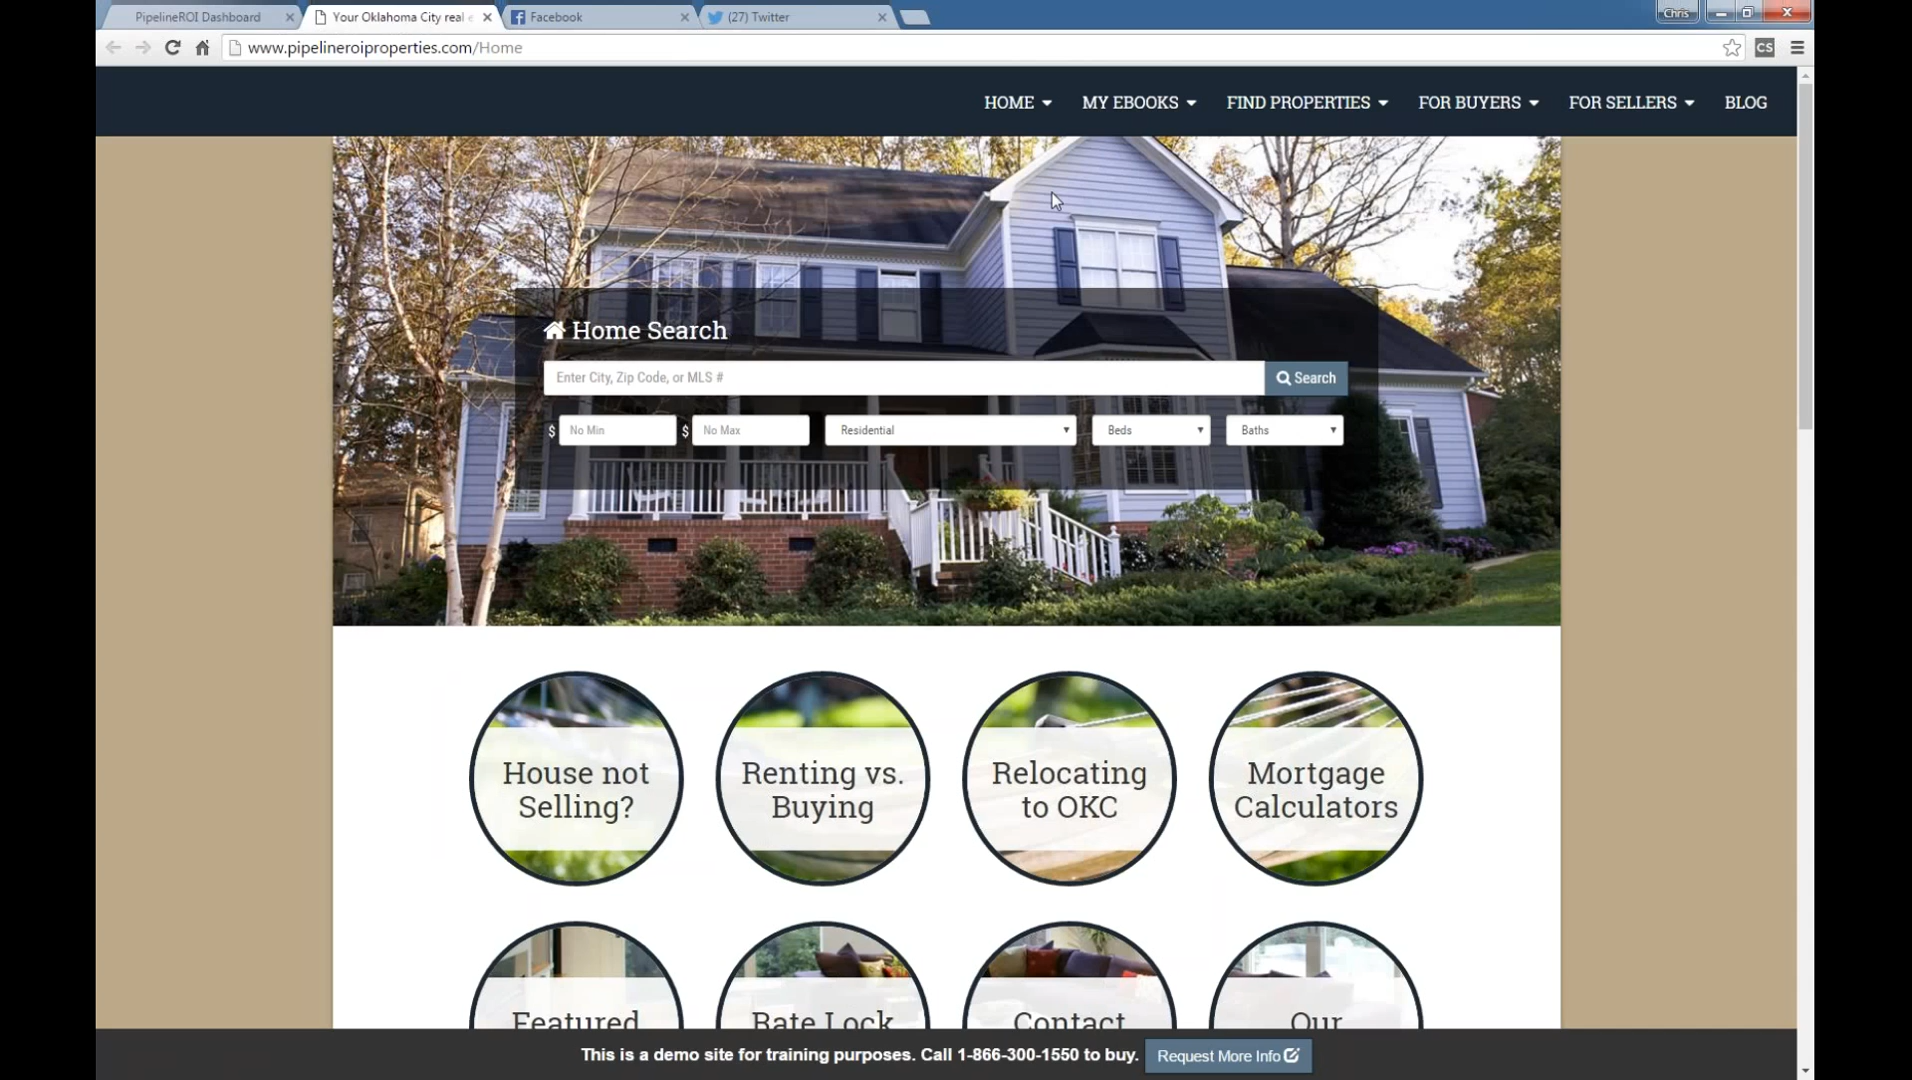 PipelineROI Dashboard
Your Oklahoma City real e
Facebook
(27) Twitter
Chris
www.pipelineroiproperties.com/Home
CS
HOME
MY EBOOKS
FIND PROPERTIES
FOR BUYERS
FOR SELLERS
BLOG
Home Search
Enter City, Zip Code, or MLS #
Search
$ No Min
$ No Max
Residential
Beds
Baths
House not
Selling?
Renting vs.
Buying
Relocating
to OKC
Mortgage
Calculators
Featured
Rate Lock
Contact
Our
This is a demo site for training purposes. Call 1-866-300-1550 to buy.
Request More Info